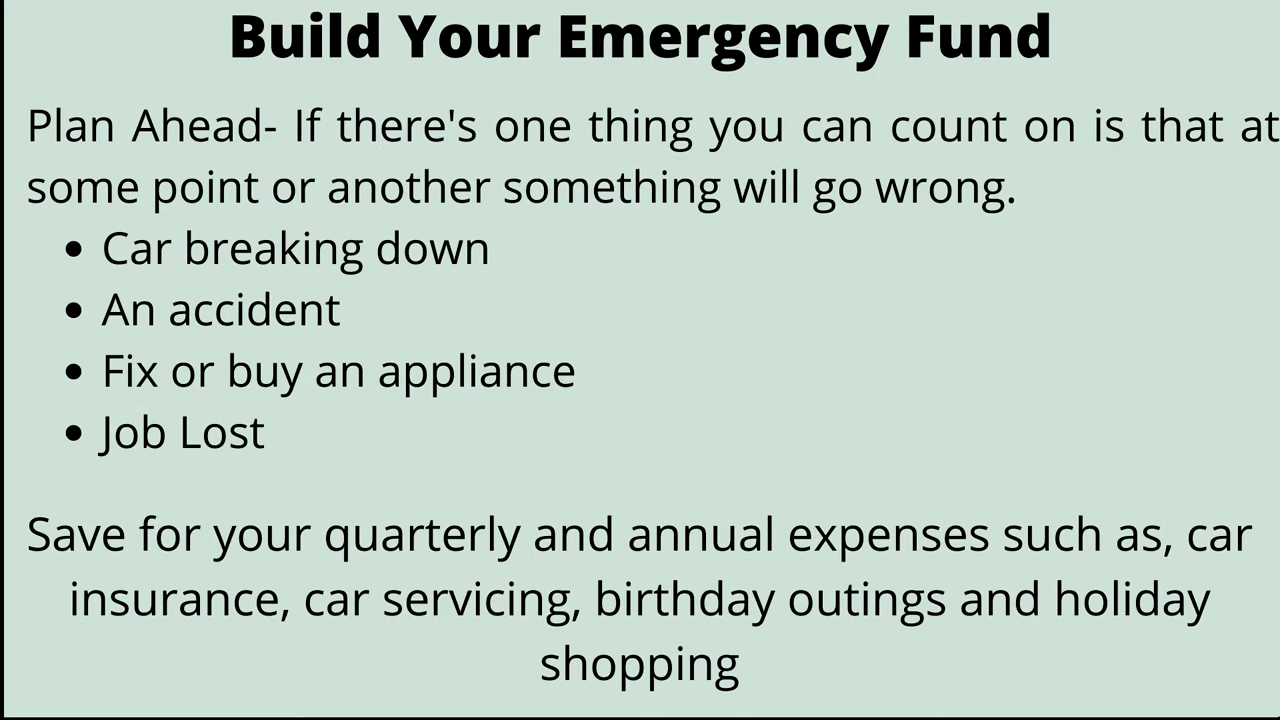 Build Your Emergency Fund
Plan Ahead- If there's one thing you can count on is that at
some point or another something will go wrong.
• Car breaking down
• An accident
• Fix or buy an appliance
• Job Lost
Save for your quarterly and annual expenses such as, car
insurance, car servicing, birthday outings and holiday
shopping